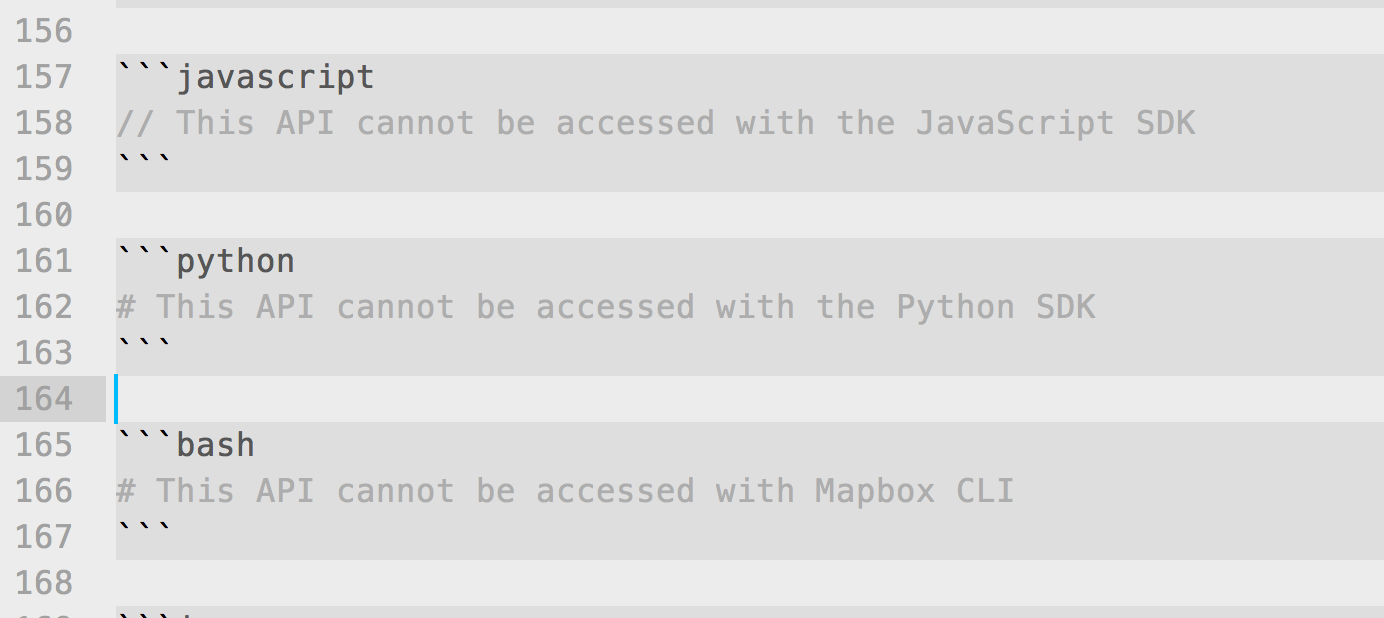 156
157 ```javascript
158 // This API cannot be accessed with the JavaScript SDK
159 ```
160
161 ```python
162 # This API cannot be accessed with the Python SDK
163 ```
164
165 ```bash
166 # This API cannot be accessed with Mapbox CLI
167 ```
168